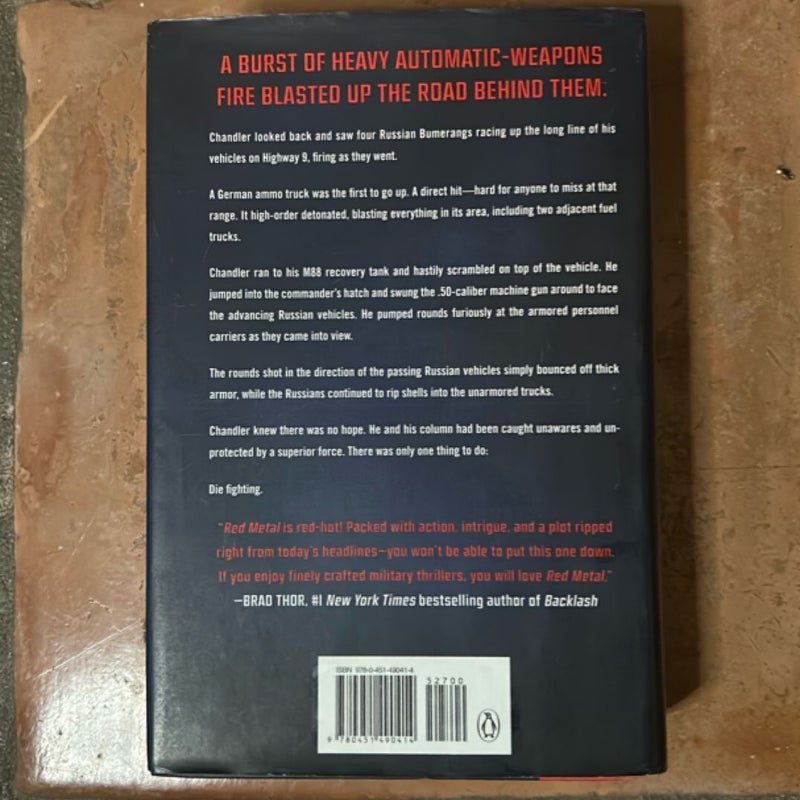 A BURST OF HEAVY AUTOMATIC-WEAPONS
FIRE BLASTED UP THE ROAD BEHIND THEM.
Chandler looked back and saw four Russian Bumerangs racing up the long line of his
vehicles on Highway 9, firing as they went.
A German ammo truck was the first to go up. A direct hit—hard for anyone to miss at that
range. It high-order detonated, blasting everything in its area, including two adjacent fuel
trucks.
Chandler ran to his M88 recovery tank and hastily scrambled on top of the vehicle. He
jumped into the commander's hatch and swung the .50-caliber machine gun around to face
the advancing Russian vehicles. He pumped rounds furiously at the armored personnel
carriers as they came into view.
The rounds shot in the direction of the passing Russian vehicles simply bounced off thick
armor, while the Russians continued to rip shells into the unarmored trucks.
Chandler knew there was no hope. He and his column had been caught unawares and un-
protected by a superior force. There was only one thing to do:
Die fighting.
"Red Metal is red-hot! Packed with action, intrigue, and a plot ripped
right from today's headlines—you won't be able to put this one down.
If you enjoy finely crafted military thrillers, you will love Red Metal."
—BRAD THOR, #1 New York Times bestselling author of Backlash
ISBN 978-0-451-49041-4
52700
9 780451 490414